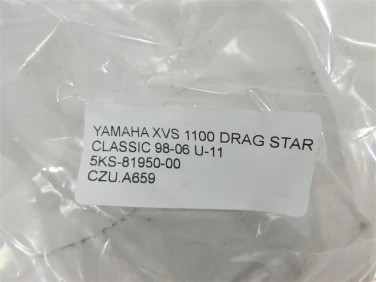 YAMAHA XVS 1100 DRAG STAR
CLASSIC 98-06 U-11
5KS-81950-00
CZU.A659